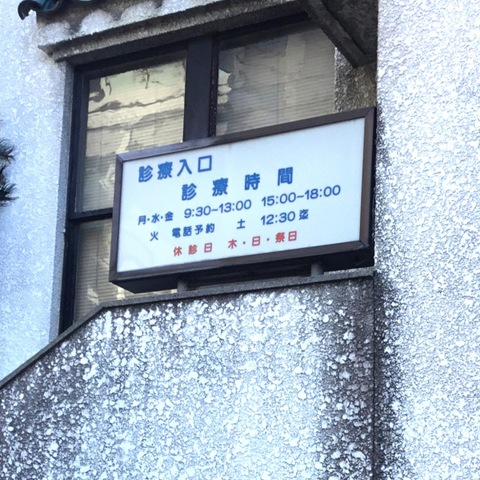 診療入口
診療時間
月・水・金 9:30~13:00 15:00~18:00
火 電話予約 土 12:30迄
休診日 木・日・祭日